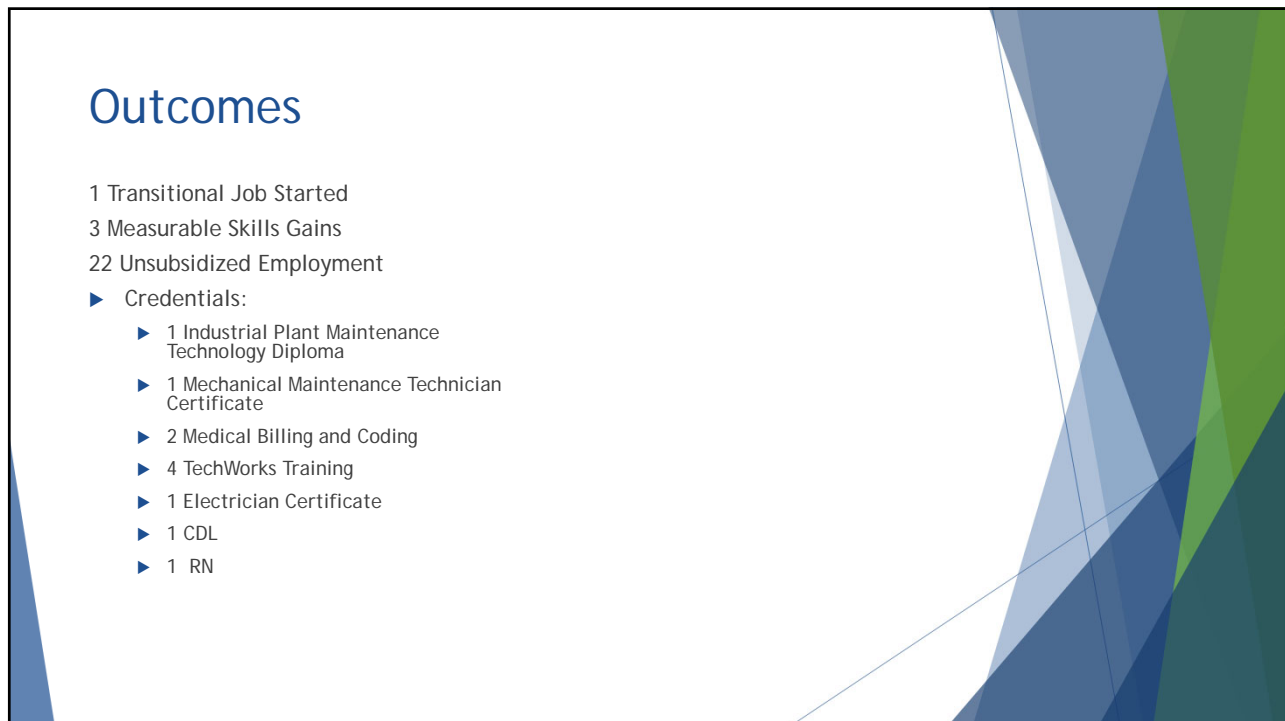 Outcomes
1 Transitional Job Started
3 Measurable Skills Gains
22 Unsubsidized Employment
Credentials:
1 Industrial Plant Maintenance
Technology Diploma
1 Mechanical Maintenance Technician
Certificate
2 Medical Billing and Coding
4 TechWorks Training
1 Electrician Certificate
1 CDL
1 RN